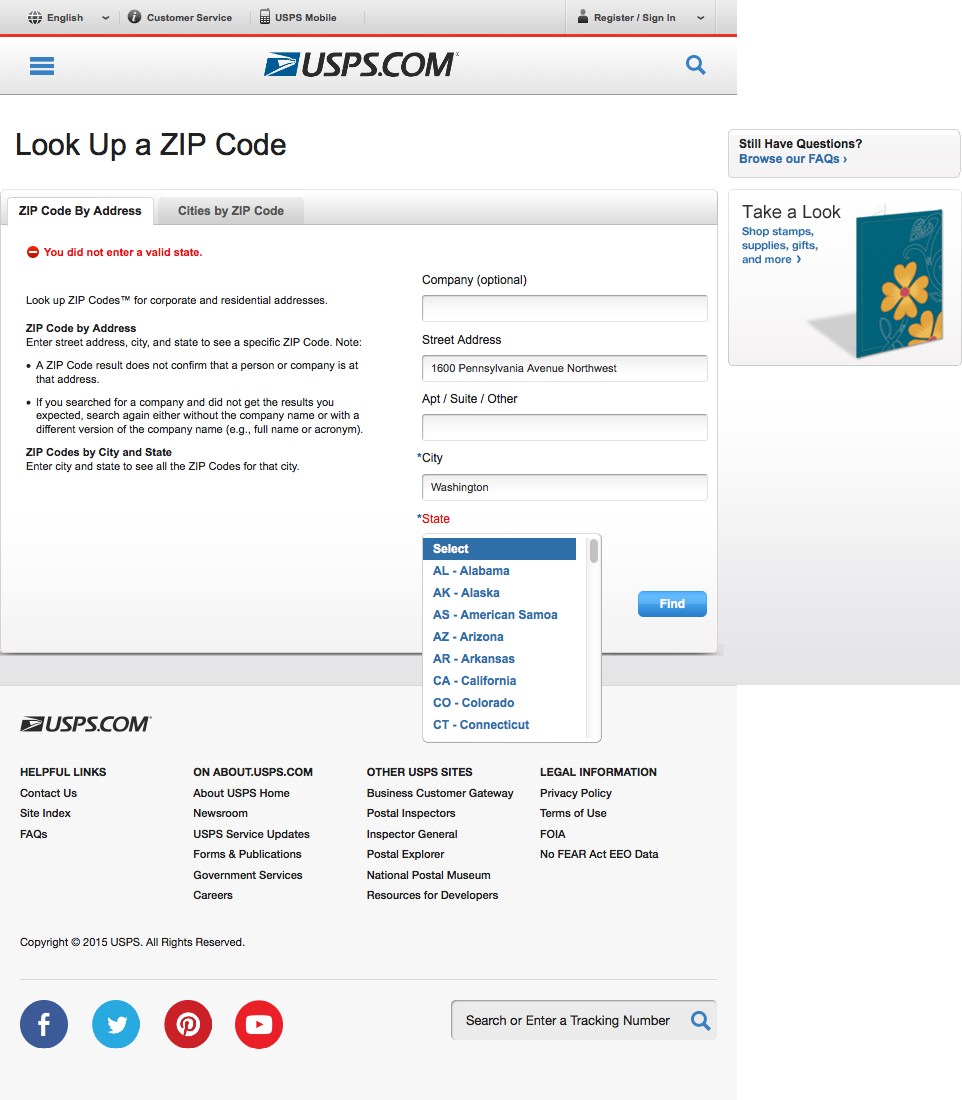 English
Customer Service
USPS Mobile
Register / Sign In
USPS.COM
Look Up a ZIP Code
Still Have Questions?
Browse our FAQs ›
ZIP Code By Address
Cities by ZIP Code
Take a Look
Shop stamps,
supplies, gifts,
and more ›
You did not enter a valid state.
Look up ZIP Codes™ for corporate and residential addresses.
ZIP Code by Address
Enter street address, city, and state to see a specific ZIP Code. Note:
• A ZIP Code result does not confirm that a person or company is at
that address.
• If you searched for a company and did not get the results you
expected, search again either without the company name or with a
different version of the company name (e.g., full name or acronym).
ZIP Codes by City and State
Enter city and state to see all the ZIP Codes for that city.
Company (optional)
Street Address
1600 Pennsylvania Avenue Northwest
Apt / Suite / Other
*City
Washington
*State
Select
AL - Alabama
AK - Alaska
AS - American Samoa
AZ - Arizona
AR - Arkansas
CA - California
CO - Colorado
CT - Connecticut
Find
USPS.COM
HELPFUL LINKS
Contact Us
Site Index
FAQs
ON ABOUT.USPS.COM
About USPS Home
Newsroom
USPS Service Updates
Forms & Publications
Government Services
Careers
OTHER USPS SITES
Business Customer Gateway
Postal Inspectors
Inspector General
Postal Explorer
National Postal Museum
Resources for Developers
LEGAL INFORMATION
Privacy Policy
Terms of Use
FOIA
No FEAR Act EEO Data
Copyright © 2015 USPS. All Rights Reserved.
Search or Enter a Tracking Number